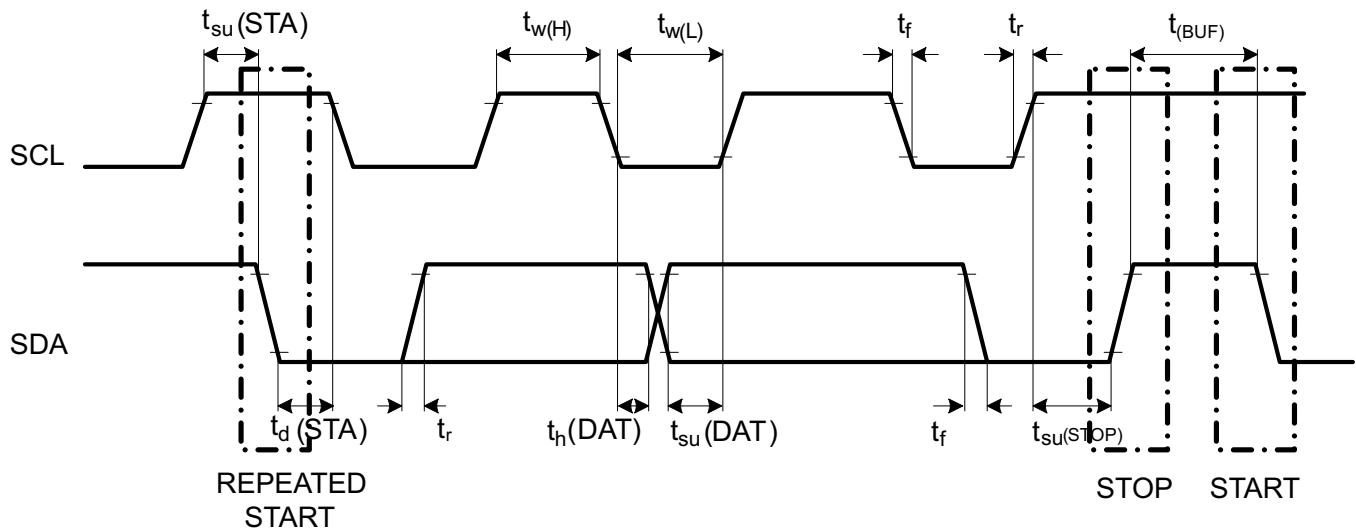 tsu(STA)
tw(H)
tw(L)
tf
tr
t(BUF)
SCL
SDA
td(STA)
tr
th(DAT)
tsu(DAT)
tf
tsu(STOP)
REPEATED
START
STOP
START